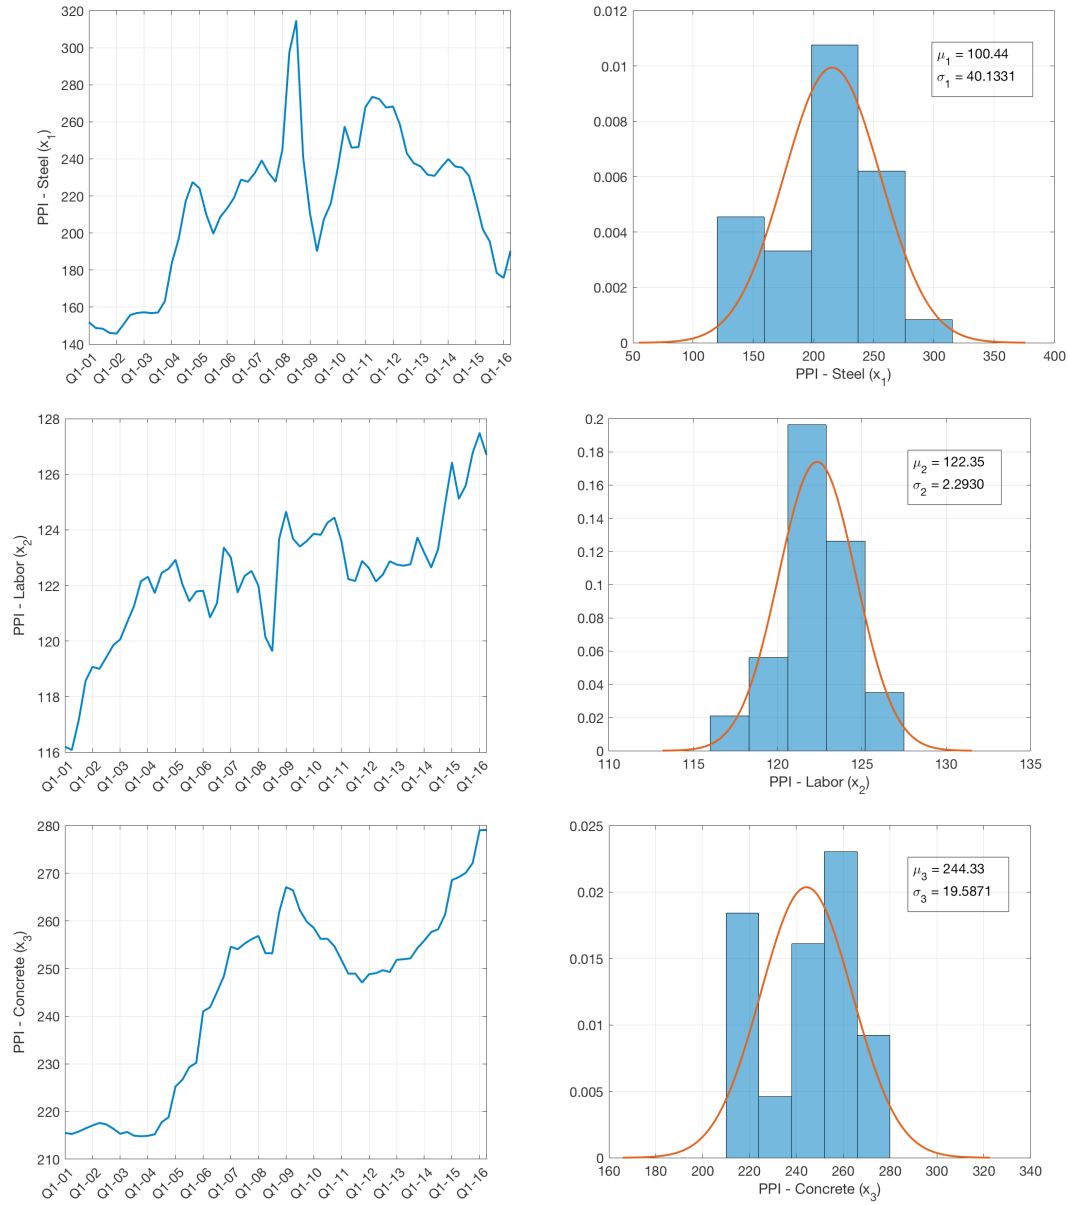 320
300
280
260
240
220
200
180
160
140
PPI - Steel (x1)
Q1-01
Q1-02
Q1-03
Q1-04
Q1-05
Q1-06
Q1-07
Q1-08
Q1-09
Q1-10
Q1-11
Q1-12
Q1-13
Q1-14
Q1-15
Q1-16
0.012
0.01
0.008
0.006
0.004
0.002
0
μ1 = 100.44
σ1 = 40.1331
50 100 150 200 250 300 350 400
PPI - Steel (x1)
128
126
124
122
120
118
116
PPI - Labor (x2)
Q1-01
Q1-02
Q1-03
Q1-04
Q1-05
Q1-06
Q1-07
Q1-08
Q1-09
Q1-10
Q1-11
Q1-12
Q1-13
Q1-14
Q1-15
Q1-16
0.2
0.18
0.16
0.14
0.12
0.1
0.08
0.06
0.04
0.02
0
μ2 = 122.35
σ2 = 2.2930
110 115 120 125 130 135
PPI - Labor (x2)
280
270
260
250
240
230
220
210
PPI - Concrete (x3)
Q1-01
Q1-02
Q1-03
Q1-04
Q1-05
Q1-06
Q1-07
Q1-08
Q1-09
Q1-10
Q1-11
Q1-12
Q1-13
Q1-14
Q1-15
Q1-16
0.025
0.02
0.015
0.01
0.005
0
μ3 = 244.33
σ3 = 19.5871
160 180 200 220 240 260 280 300 320 340
PPI - Concrete (x3)